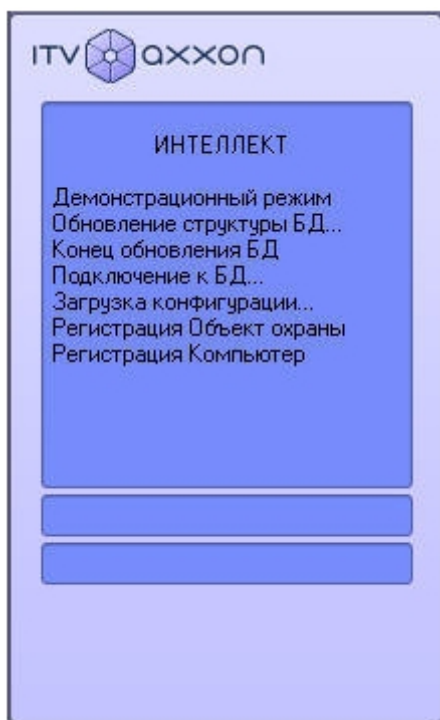 ITV AXXON
ИНТЕЛЛЕКТ
Демонстрационный режим
Обновление структуры БД...
Конец обновления БД
Подключение к БД...
Загрузка конфигурации...
Регистрация Объект охраны
Регистрация Компьютер